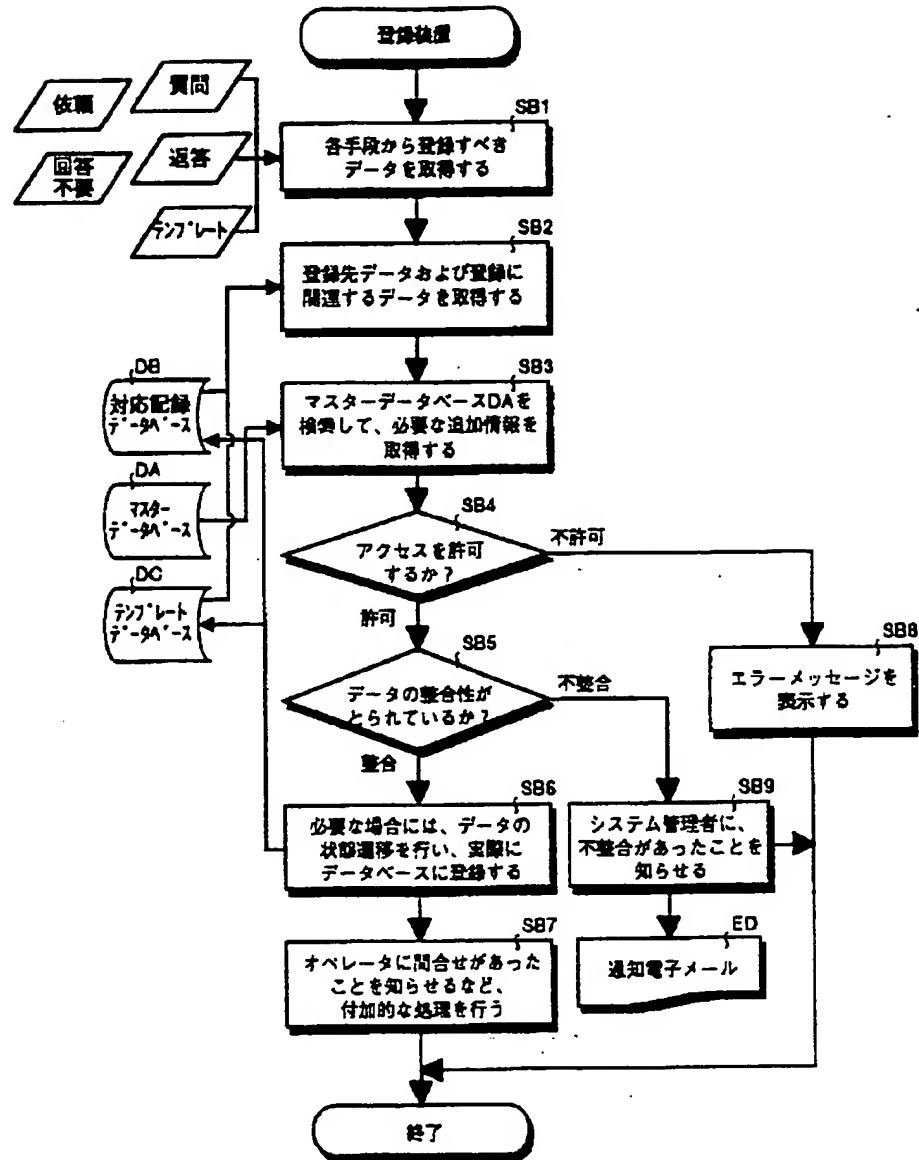 登録装置
依頼
質問
回答
不要
返答
テンプレート
SB1
各手段から登録すべき
データを取得する
SB2
登録先データおよび登録に
関連するデータを取得する
SB3
マスターデータベースDAを
検索して、必要な追加情報を
取得する
DB
対応記録
データベース
DA
マスター
データベース
DC
テンプレート
データベース
SB4
アクセスを許可
するか?
不許可
許可
SB5
データの整合性が
とられているか?
不整合
整合
SB8
エラーメッセージを
表示する
SB6
必要な場合には、データの
状態遷移を行い、実際に
データベースに登録する
SB9
システム管理者に、
不整合があったことを
知らせる
SB7
オペレータに問合せがあった
ことを知らせるなど、
付加的な処理を行う
ED
通知電子メール
終了